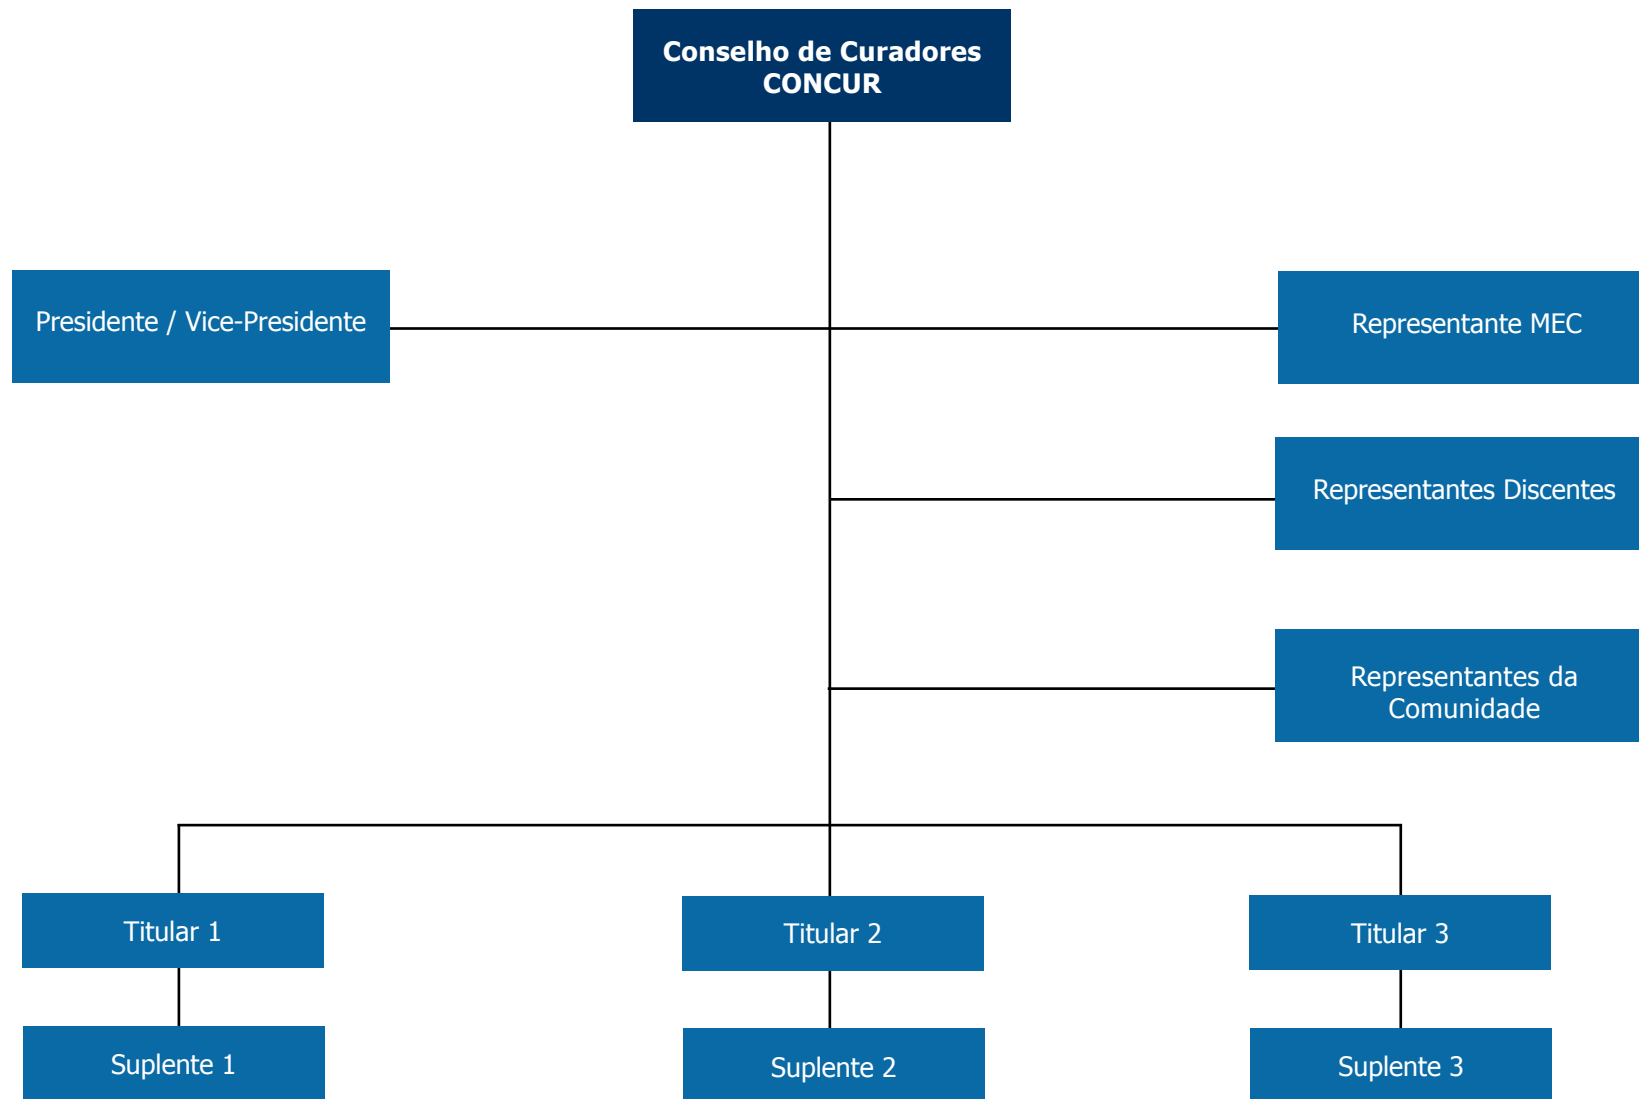 Conselho de Curadores
CONCUR
Presidente / Vice-Presidente
Representante MEC
Representantes Discentes
Representantes da
Comunidade
Titular 1
Titular 2
Titular 3
Suplente 1
Suplente 2
Suplente 3